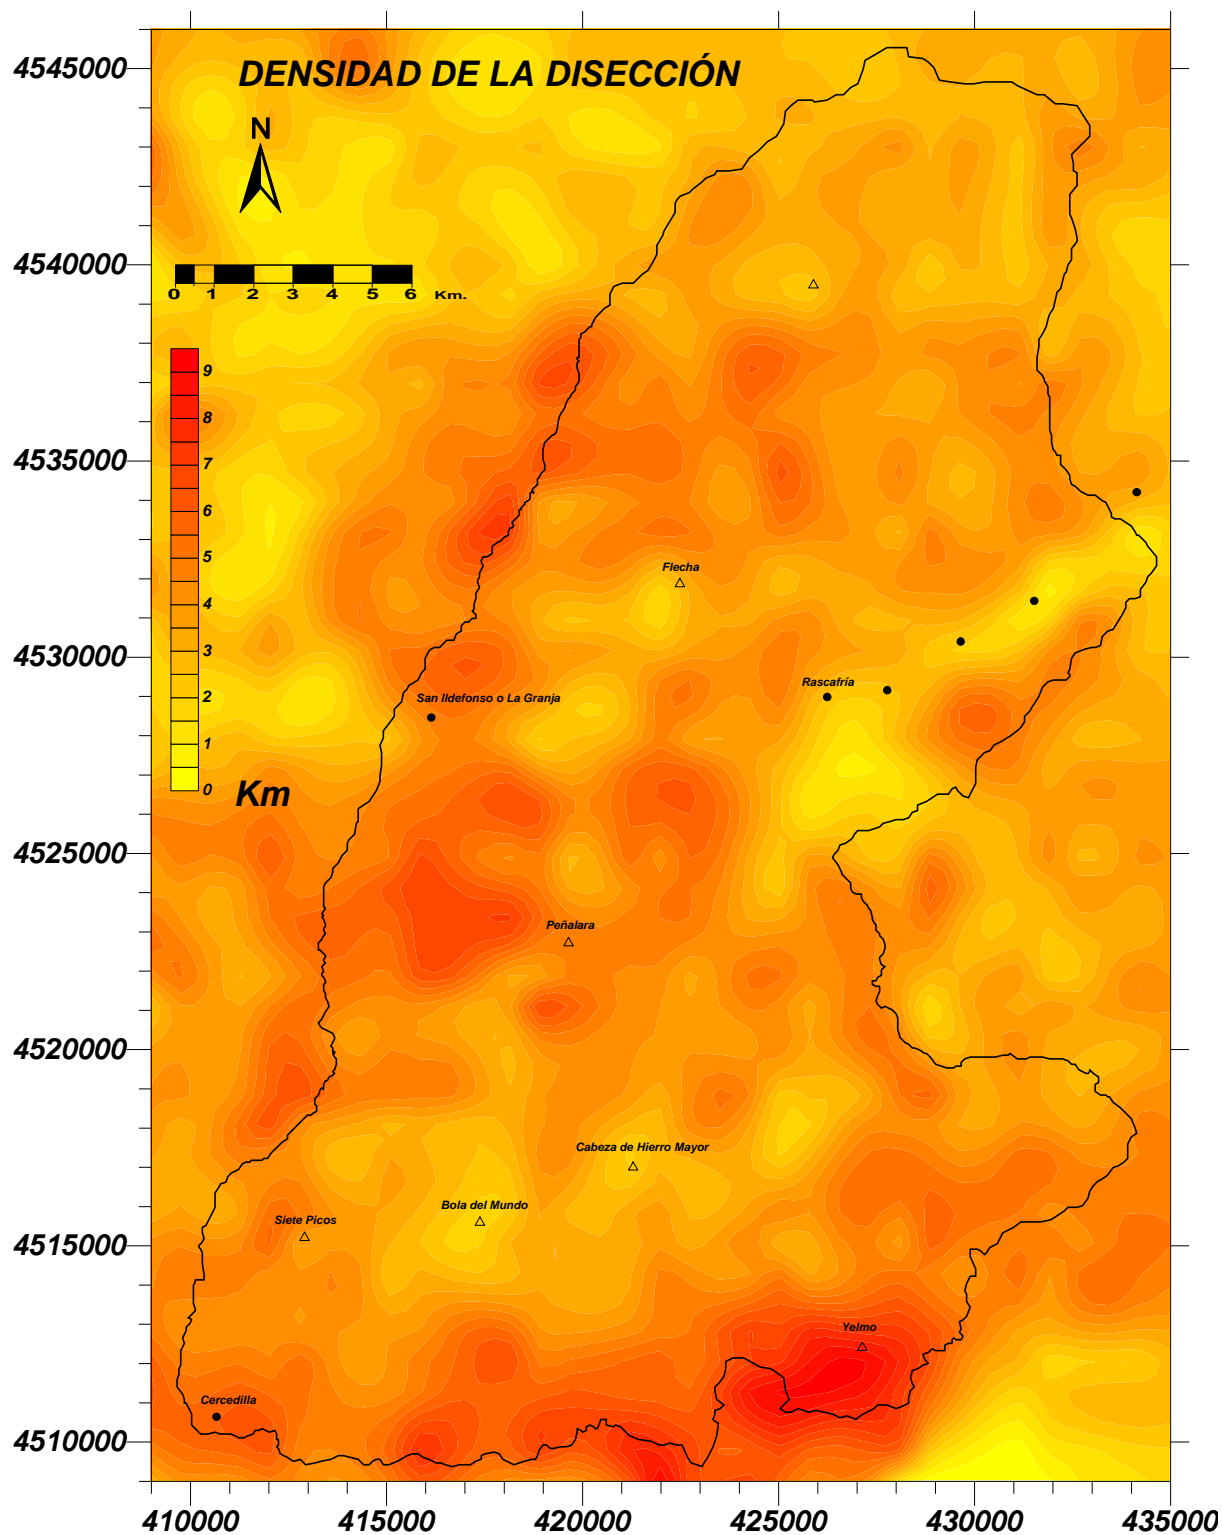 4545000
DENSIDAD DE LA DISECCIÓN
N
4540000
0 1 2 3 4 5 6 Km.
9
8
7
6
5
4
3
2
1
0
Km
4535000
Flecha
4530000
Rascafría
San Ildefonso o La Granja
4525000
Peñalara
4520000
Cabeza de Hierro Mayor
Bola del Mundo
Siete Picos
4515000
Yelmo
Cercedilla
4510000
410000 415000 420000 425000 430000 435000